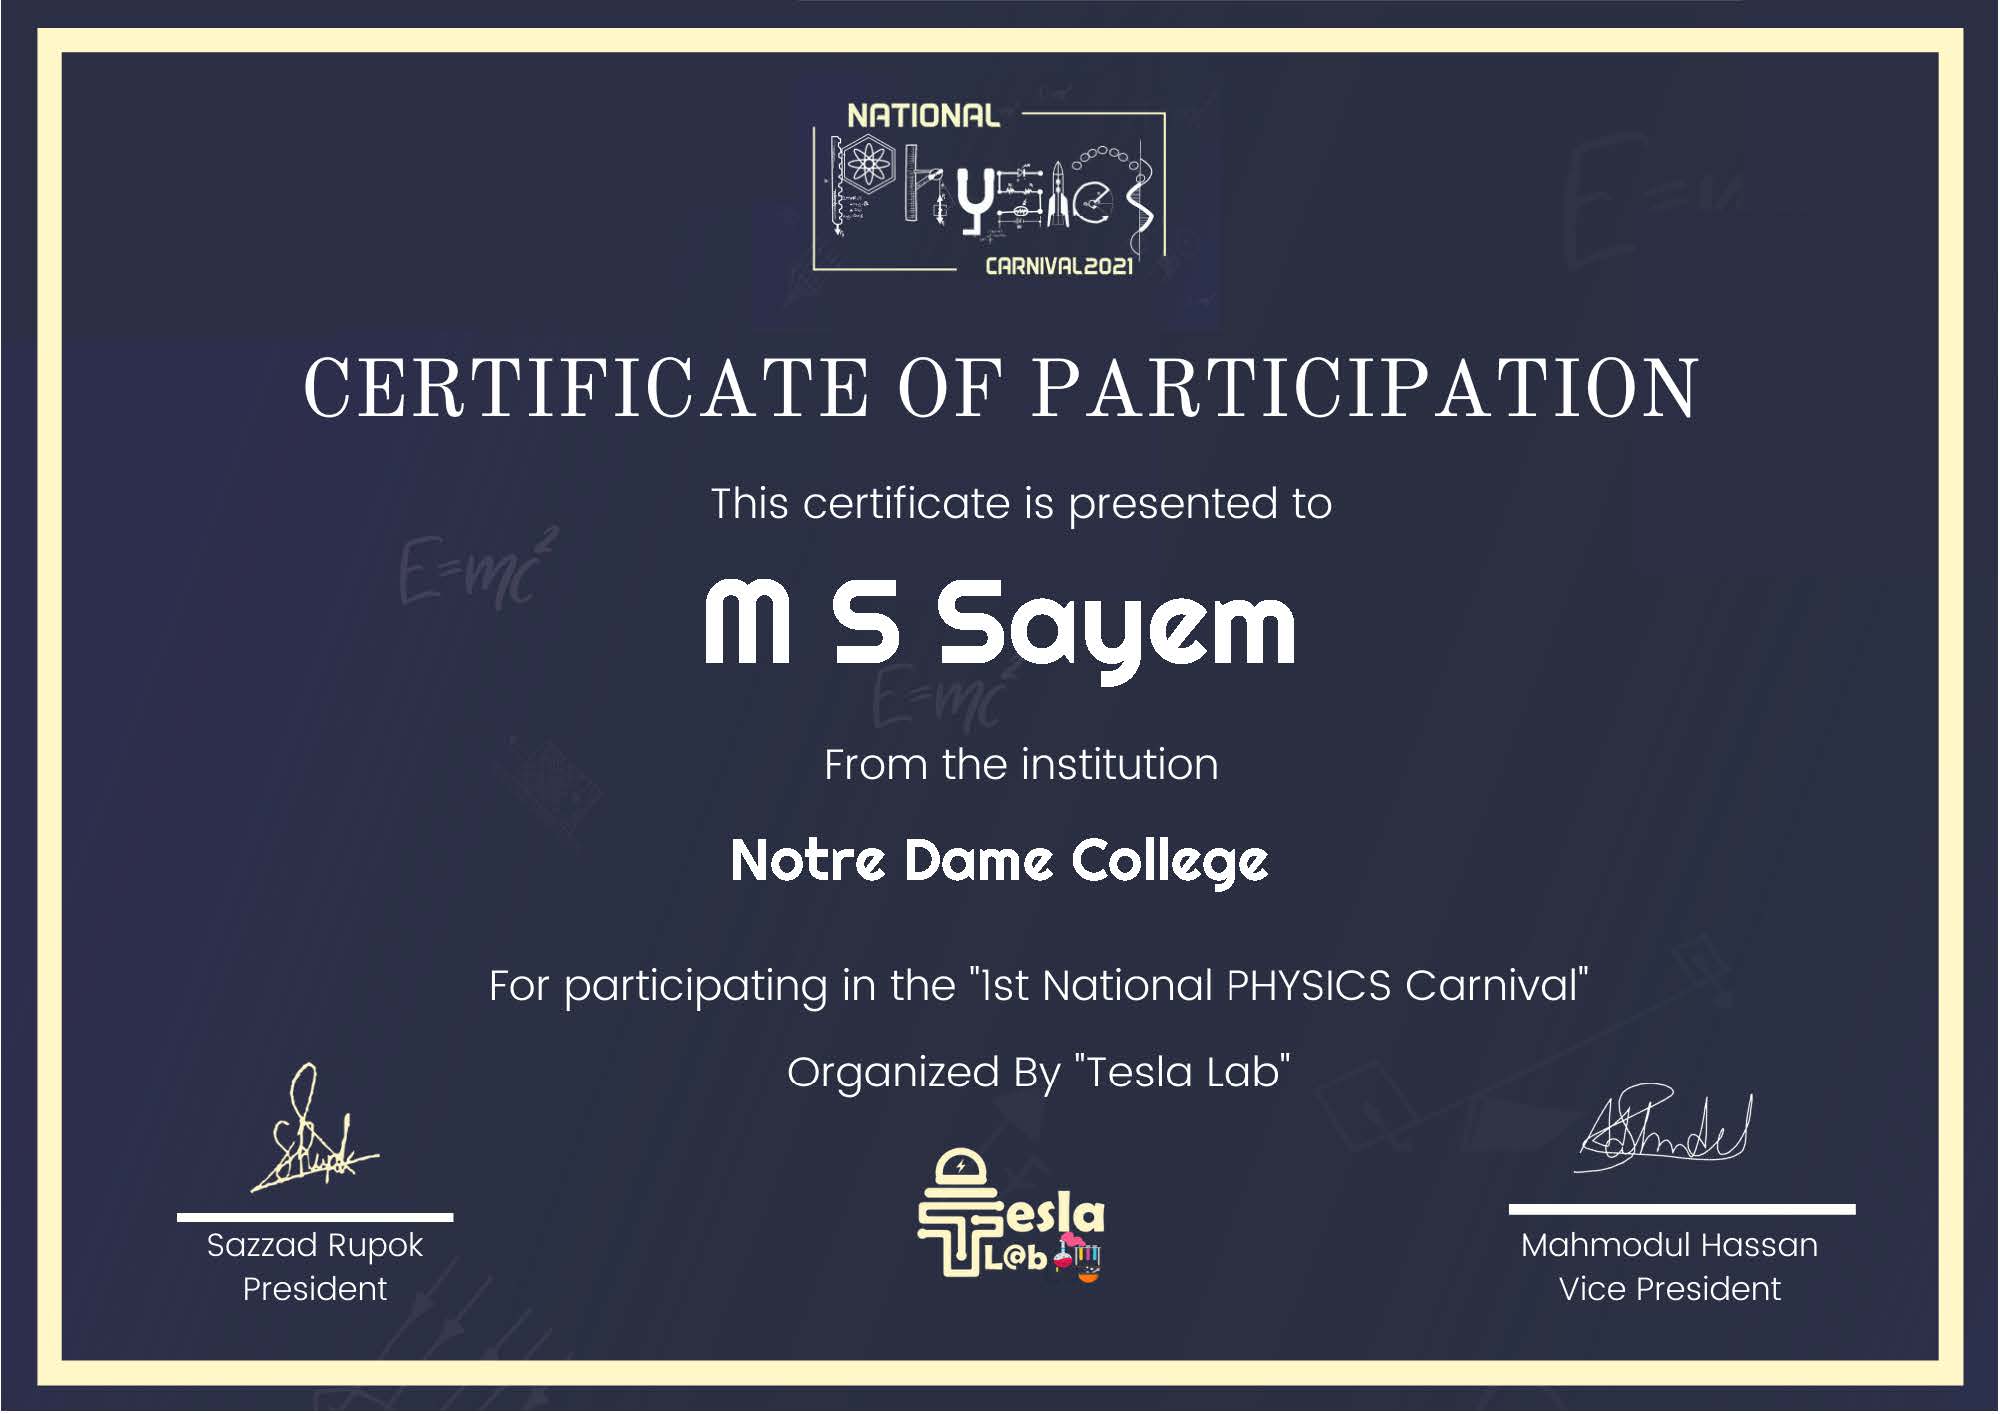 NATIONAL
Physics
CARNIVAL2021
CERTIFICATE OF PARTICIPATION
This certificate is presented to
M S Sayem
E=mc²
E=mc²
From the institution
Notre Dame College
For participating in the "1st National PHYSICS Carnival"
Organized By "Tesla Lab"
Tesla
L@b
Sazzad Rupok
President
Mahmodul Hassan
Vice President